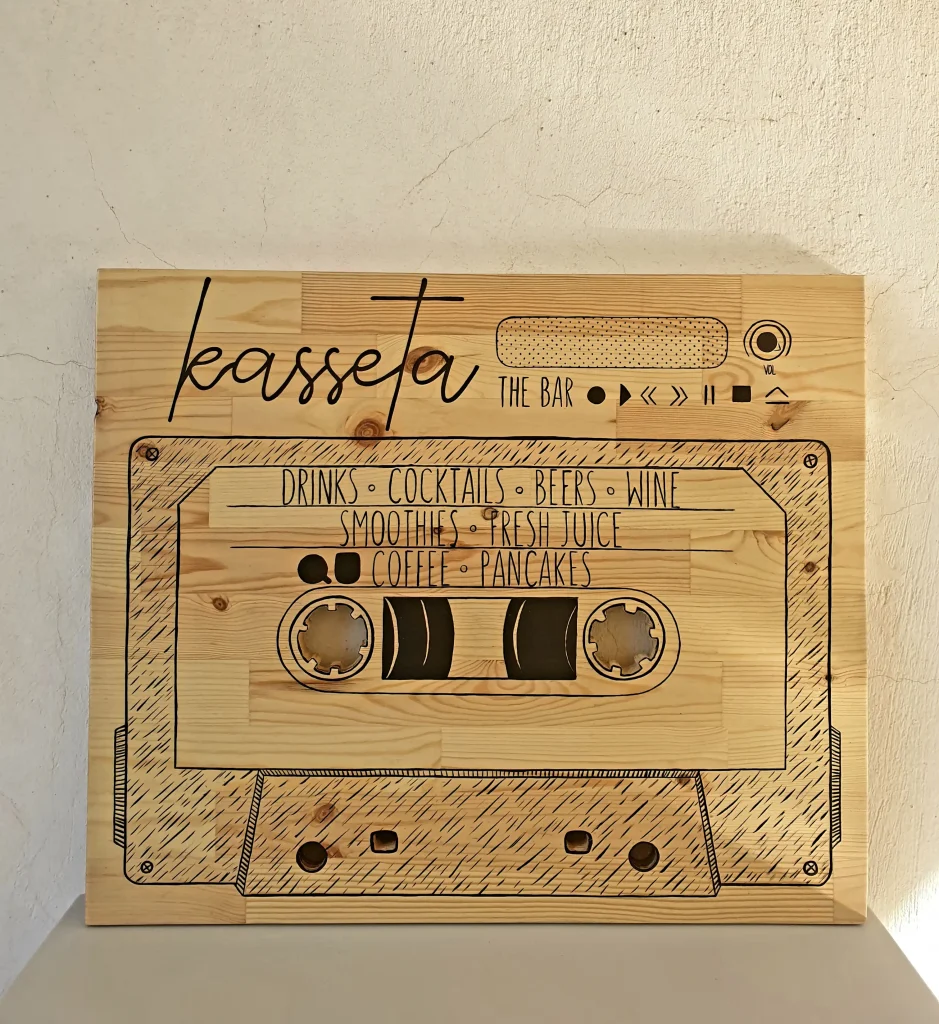 kasseta
VOL
THE BAR
DRINKS ◦ COCKTAILS ◦ BEERS ◦ WINE
SMOOTHIES ◦ FRESH JUICE
COFFEE ◦ PANCAKES